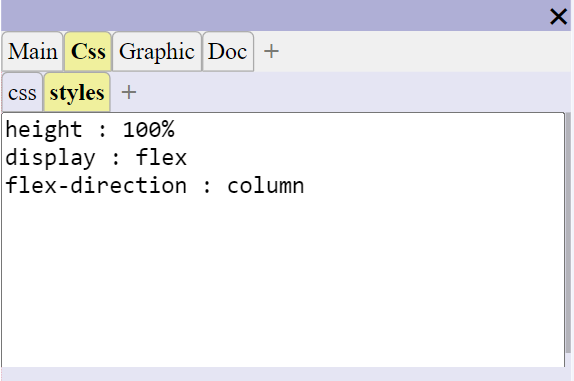 Main Css Graphic Doc +
css styles +
height : 100%
display : flex
flex-direction : column